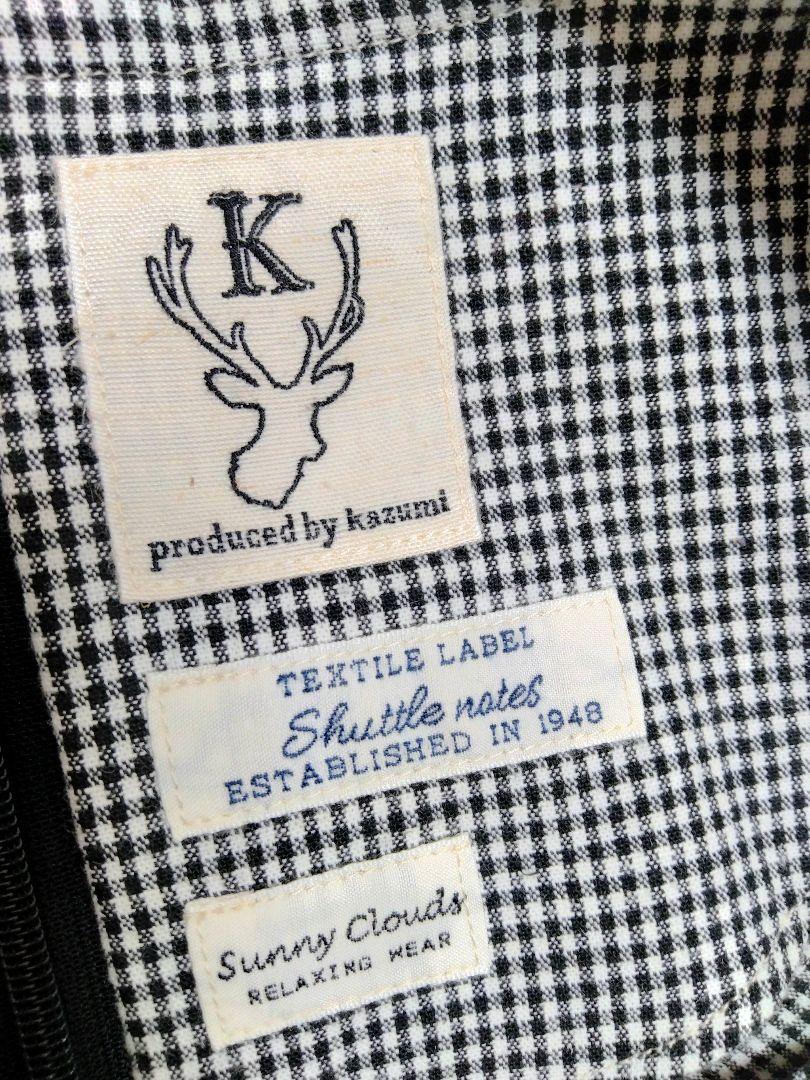 K
produced by kazumi
TEXTILE LABEL
Shuttle notes
ESTABLISHED IN 1948
Sunny Clouds
RELAXING WEAR